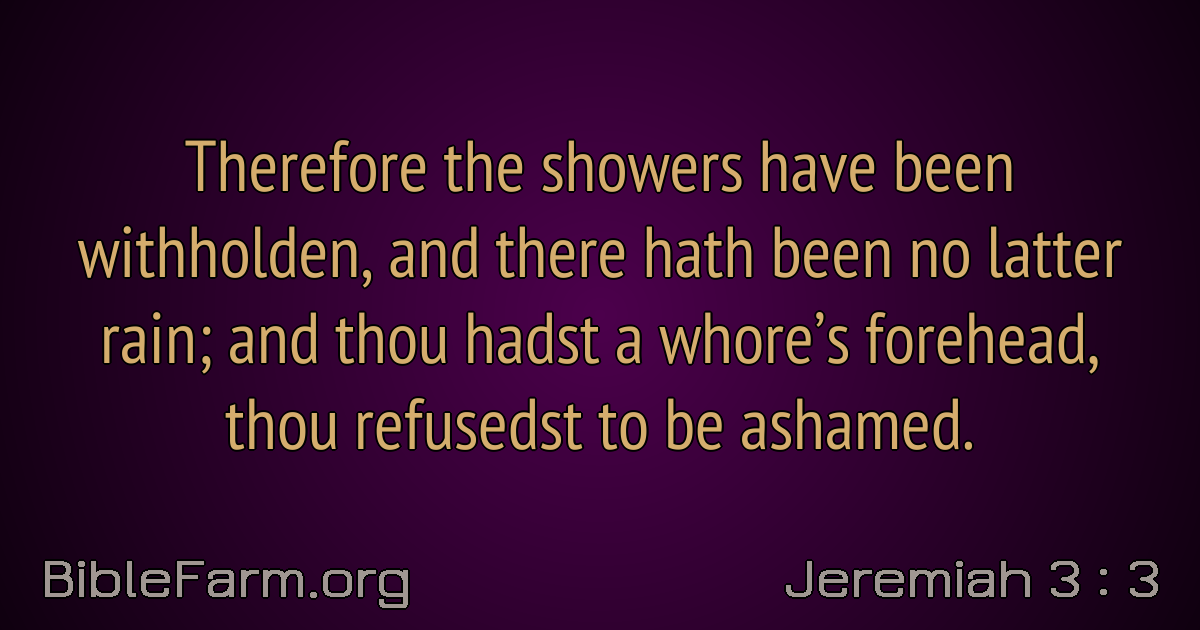 Therefore the showers have been
withholden, and there hath been no latter
rain; and thou hadst a whore’s forehead,
thou refusedst to be ashamed.
BibleFarm.org
Jeremiah 3 : 3